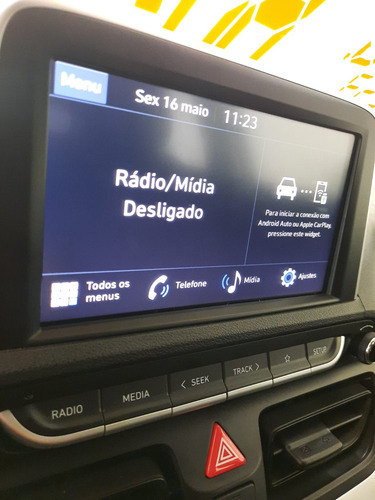 Menu
Sex 16 maio 11:23
Rádio/Mídia
Desligado
Para iniciar a conexão com
Android Auto ou Apple CarPlay,
pressione este widget.
Todos os
menus
Telefone
Mídia
Ajustes
RADIO
MEDIA
< SEEK
TRACK >
☆
SETUP